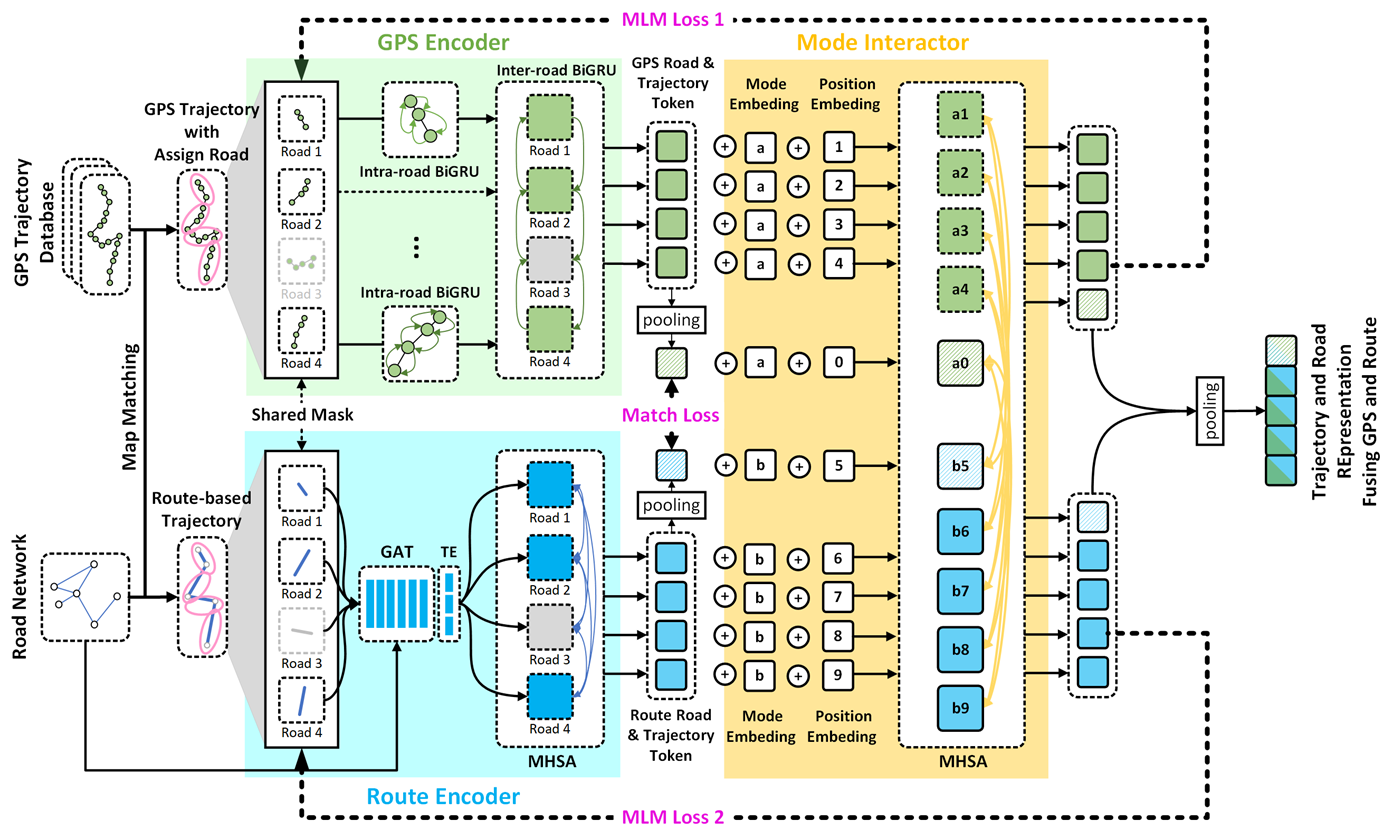 MLM Loss 1
GPS Encoder
Mode Interactor
Inter-road BiGRU
GPS Road &
Trajectory
Token
Mode
Embeding
Position
Embeding
GPS Trajectory
with
Assign Road
GPS Trajectory
Database
Road 1
Road 2
Road 3
Road 4
Intra-road BiGRU
Intra-road BiGRU
Road 1
Road 2
Road 3
Road 4
a
1
a
2
a
3
a
4
pooling
a
0
a1
a2
a3
a4
a0
Shared Mask
Match Loss
Map Matching
pooling
b
5
b5
b6
b7
b8
b9
pooling
Trajectory and Road
REpresentation
Fusing GPS and Route
Route-based
Trajectory
Road Network
Road 1
Road 2
Road 3
Road 4
GAT
TE
Road 1
Road 2
Road 3
Road 4
MHSA
b
6
b
7
b
8
b
9
Route Road
& Trajectory
Token
Mode
Embeding
Position
Embeding
MHSA
Route Encoder
MLM Loss 2